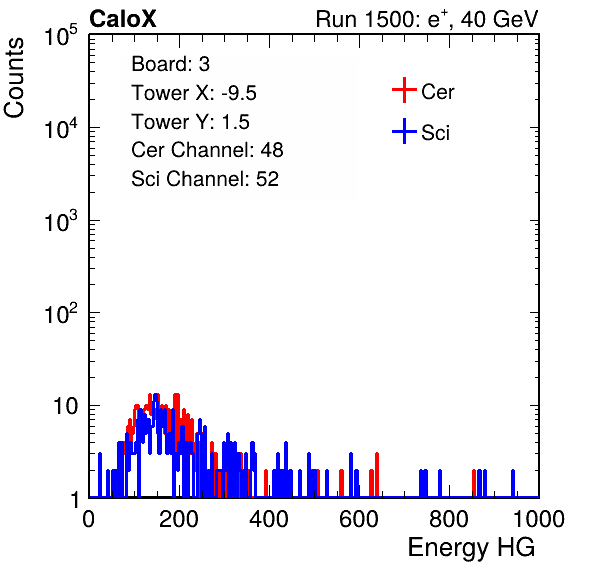 CaloX Run 1500: e⁺, 40 GeV
Counts
10⁵
10⁴
10³
10²
10
1
Board: 3
Tower X: -9.5
Tower Y: 1.5
Cer Channel: 48
Sci Channel: 52
Cer
Sci
0 200 400 600 800 1000
Energy HG